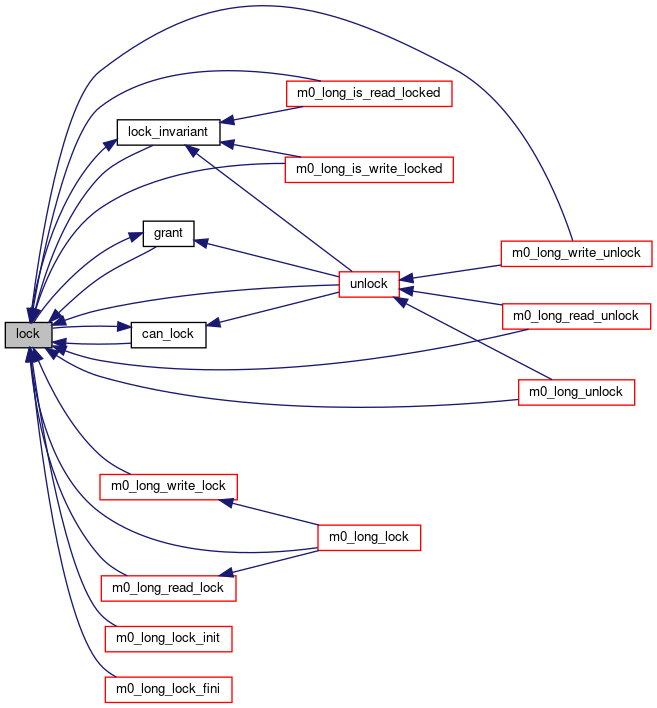 m0_long_is_read_locked
lock_invariant
m0_long_is_write_locked
grant
m0_long_write_unlock
unlock
m0_long_read_unlock
lock
can_lock
m0_long_unlock
m0_long_write_lock
m0_long_lock
m0_long_read_lock
m0_long_lock_init
m0_long_lock_fini